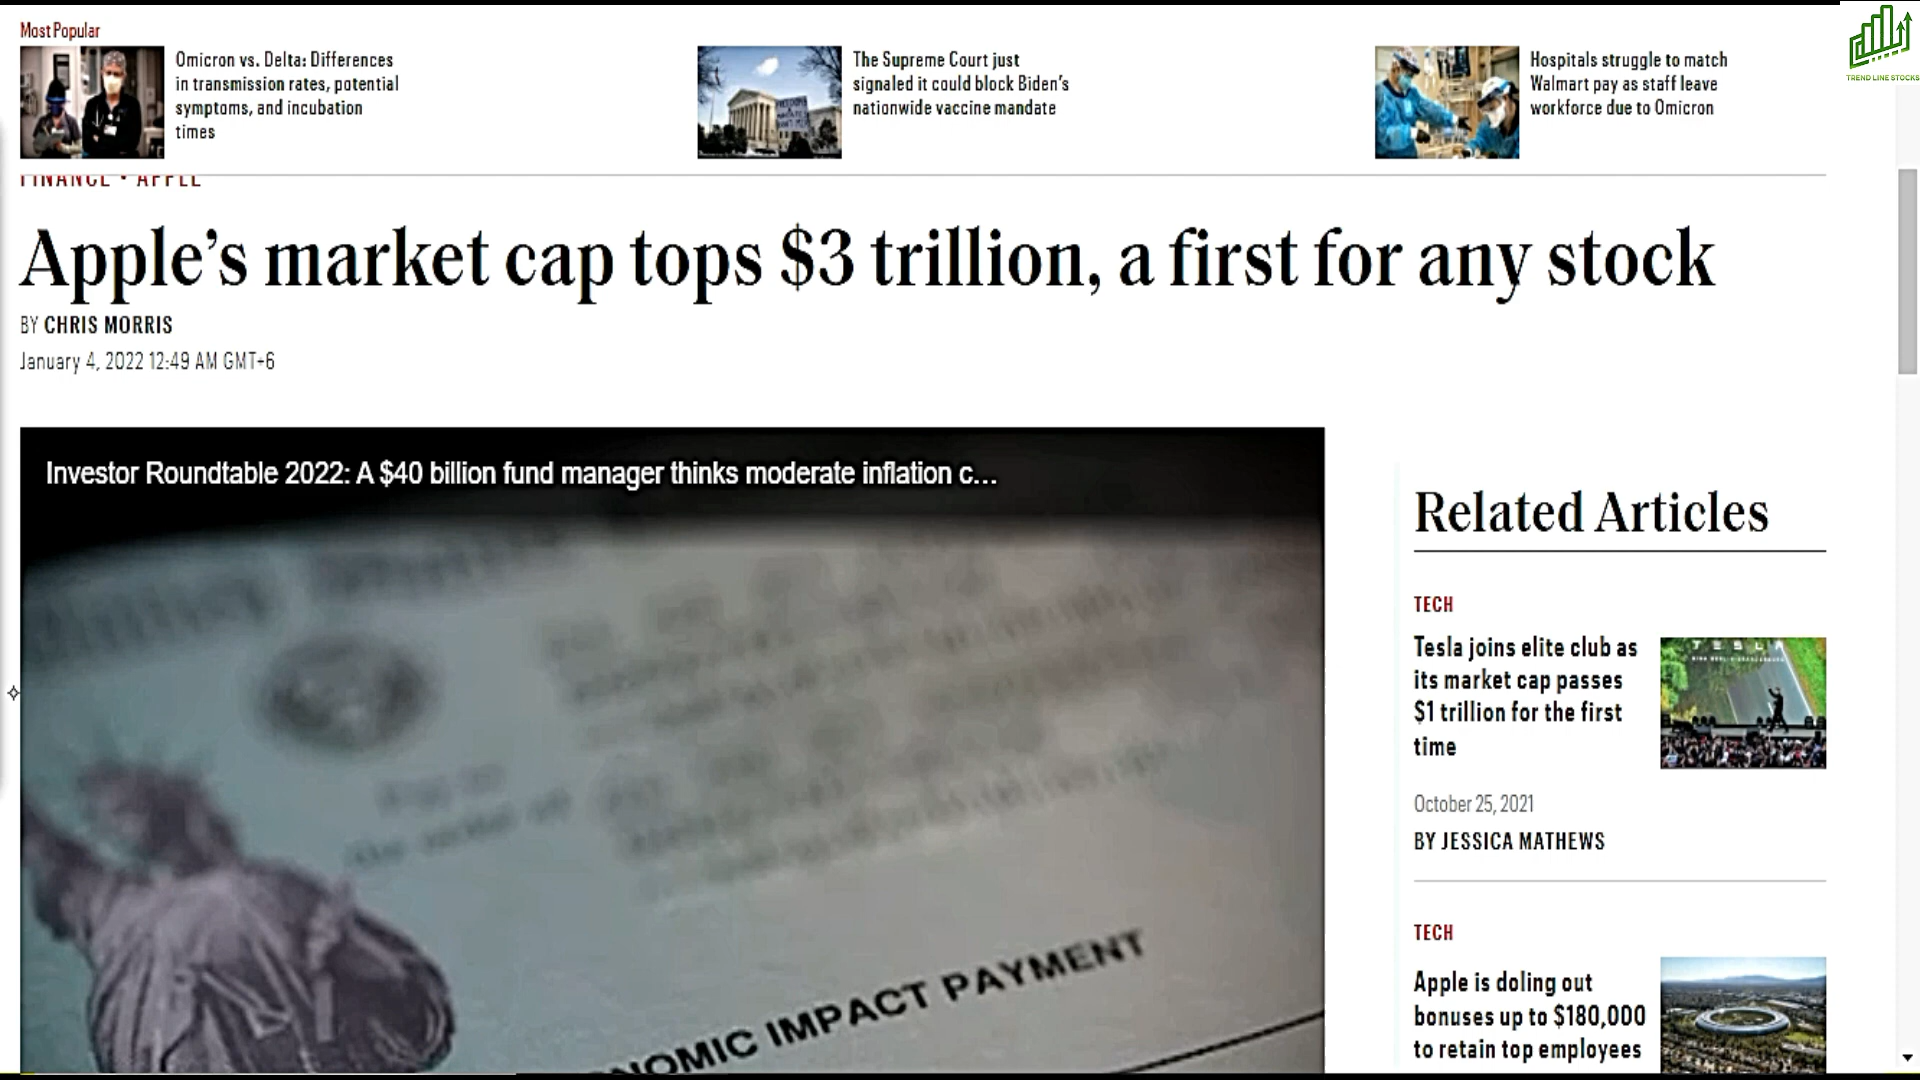 Most Popular
Omicron vs. Delta: Differences
in transmission rates, potential
symptoms, and incubation
times
The Supreme Court just
signaled it could block Biden's
nationwide vaccine mandate
Hospitals struggle to match
Walmart pay as staff leave
workforce due to Omicron
TREND LINE STOCKS
FINANCE • APPLE
Apple’s market cap tops $3 trillion, a first for any stock
BY CHRIS MORRIS
January 4, 2022 12:49 AM GMT+6
Investor Roundtable 2022: A $40 billion fund manager thinks moderate inflation c...
NOMIC IMPACT PAYMENT
Related Articles
TECH
Tesla joins elite club as
its market cap passes
$1 trillion for the first
time
TESLA
October 25, 2021
BY JESSICA MATHEWS
TECH
Apple is doling out
bonuses up to $180,000
to retain top employees